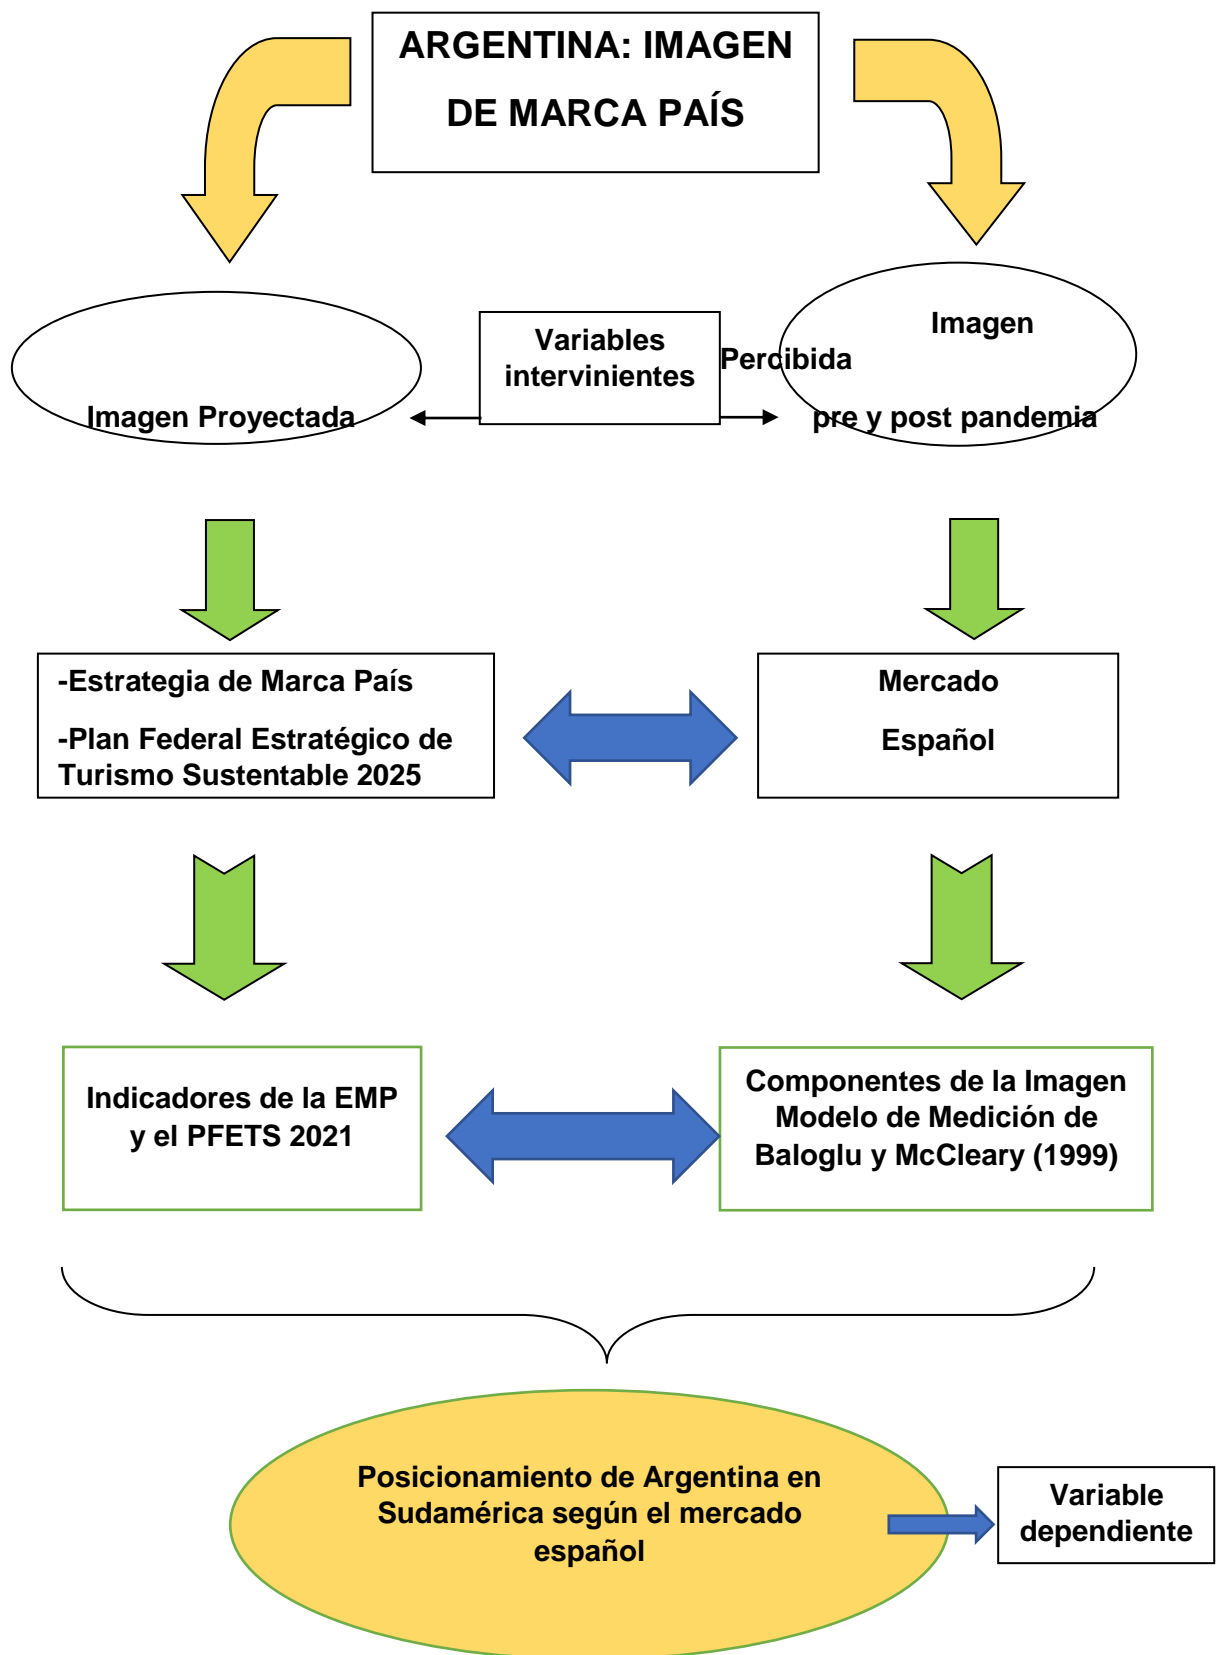 ARGENTINA: IMAGEN
DE MARCA PAÍS
Imagen Proyectada
Variables
intervinientes
Imagen
Percibida
pre y post pandemia
-Estrategia de Marca País
-Plan Federal Estratégico de
Turismo Sustentable 2025
Mercado
Español
Indicadores de la EMP
y el PFETS 2021
Componentes de la Imagen
Modelo de Medición de
Baloglu y McCleary (1999)
Posicionamiento de Argentina en
Sudamérica según el mercado
español
Variable
dependiente